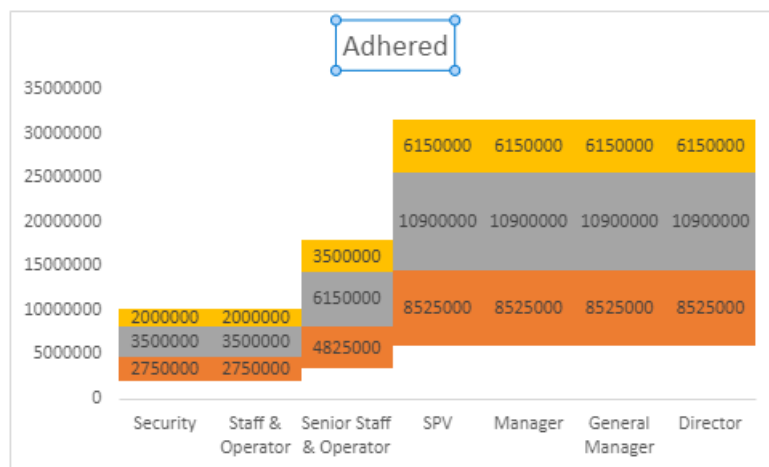 Adhered
35000000
30000000
25000000
20000000
15000000
10000000
5000000
0
6150000 6150000 6150000 6150000
10900000 10900000 10900000 10900000
3500000
6150000
8525000 8525000 8525000 8525000
2000000 2000000
3500000 3500000
4825000
2750000 2750000
Security Staff & Senior Staff SPV Manager General Director
Operator & Operator Manager